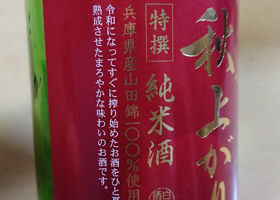 秋上がり
特撰
純米酒
兵庫県産山田錦一〇〇%使用
令和になってすぐに搾り始めたお酒をひと夏
熟成させたまろやかな味わいのお酒です。